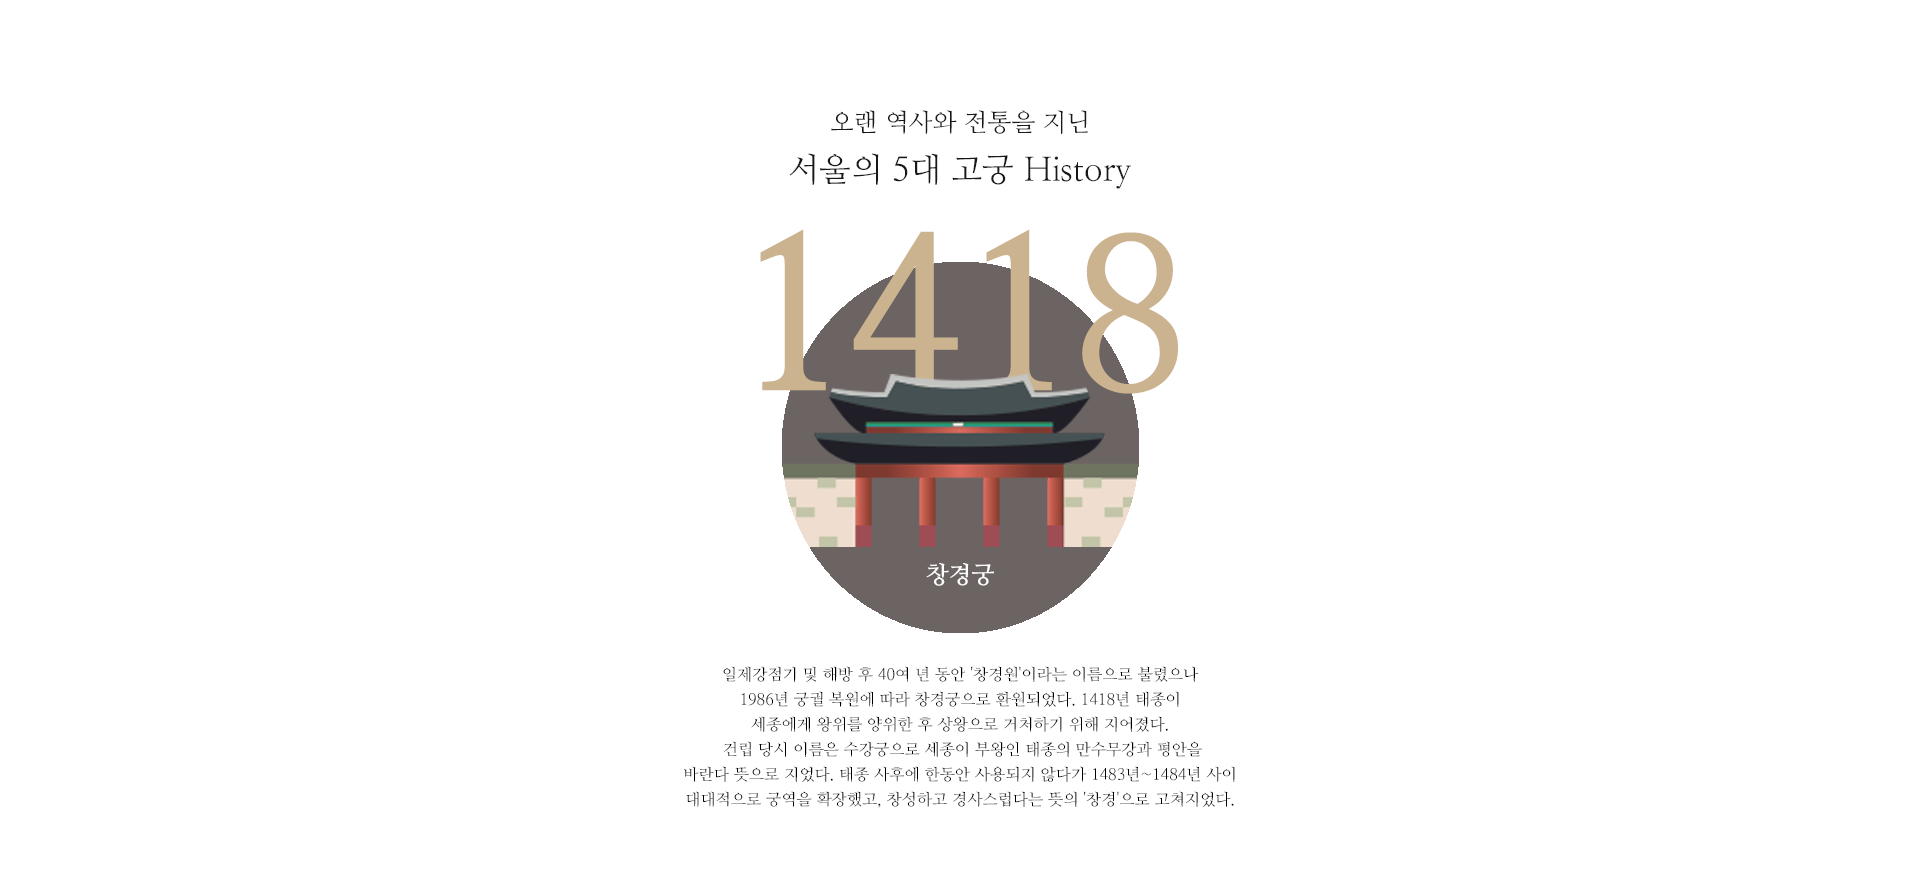 오랜 역사와 전통을 지닌
서울의 5대 고궁 History
1418
창경궁
일제강점기 및 해방 후 40여 년 동안 '창경원'이라는 이름으로 불렸으나
1986년 궁궐 복원에 따라 창경궁으로 환원되었다. 1418년 태종이
세종에게 왕위를 양위한 후 상왕으로 거처하기 위해 지어졌다.
건립 당시 이름은 수강궁으로 세종이 부왕인 태종의 만수무강과 평안을
바란다 뜻으로 지었다. 태종 사후에 한동안 사용되지 않다가 1483년~1484년 사이
대대적으로 궁역을 확장했고, 창성하고 경사스럽다는 뜻의 '창경'으로 고쳐지었다.